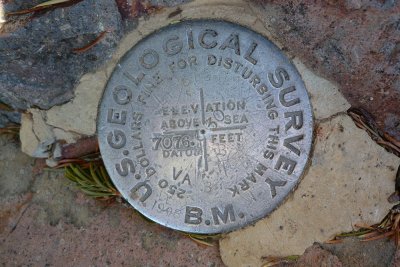 U.S. GEOLOGICAL SURVEY
250 DOLLARS FINE FOR DISTURBING THIS MARK
ELEVATION
ABOVE SEA
FEET
DATUM
B.M.